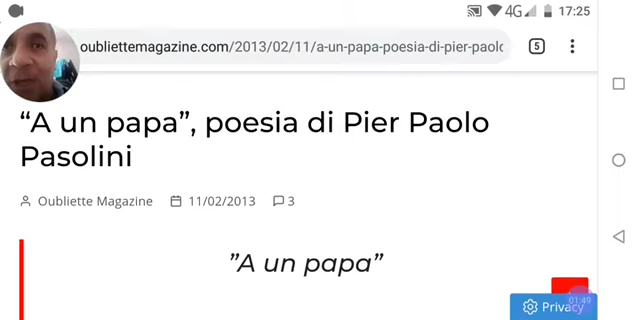 4G 17:25
oubliettemagazine.com/2013/02/11/a-un-papa-poesia-di-pier-paolo
5
“A un papa”, poesia di Pier Paolo
Pasolini
Oubliette Magazine 11/02/2013 3
”A un papa”
01:49
Privacy